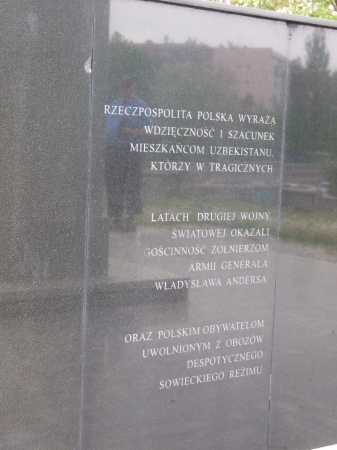 RZECZPOSPOLITA POLSKA WYRAŻA
WDZIĘCZNOŚĆ I SZACUNEK
MIESZKAŃCOM UZBEKISTANU,
KTÓRZY W TRAGICZNYCH
LATACH DRUGIEJ WOJNY
ŚWIATOWEJ OKAZALI
GOŚCINNOŚĆ ŻOŁNIERZOM
ARMII GENERAŁA
WŁADYSŁAWA ANDERSA
ORAZ POLSKIM OBYWATELOM
UWOLNIONYM Z OBOZÓW
DESPOTYCZNEGO
SOWIECKIEGO REŻIMU